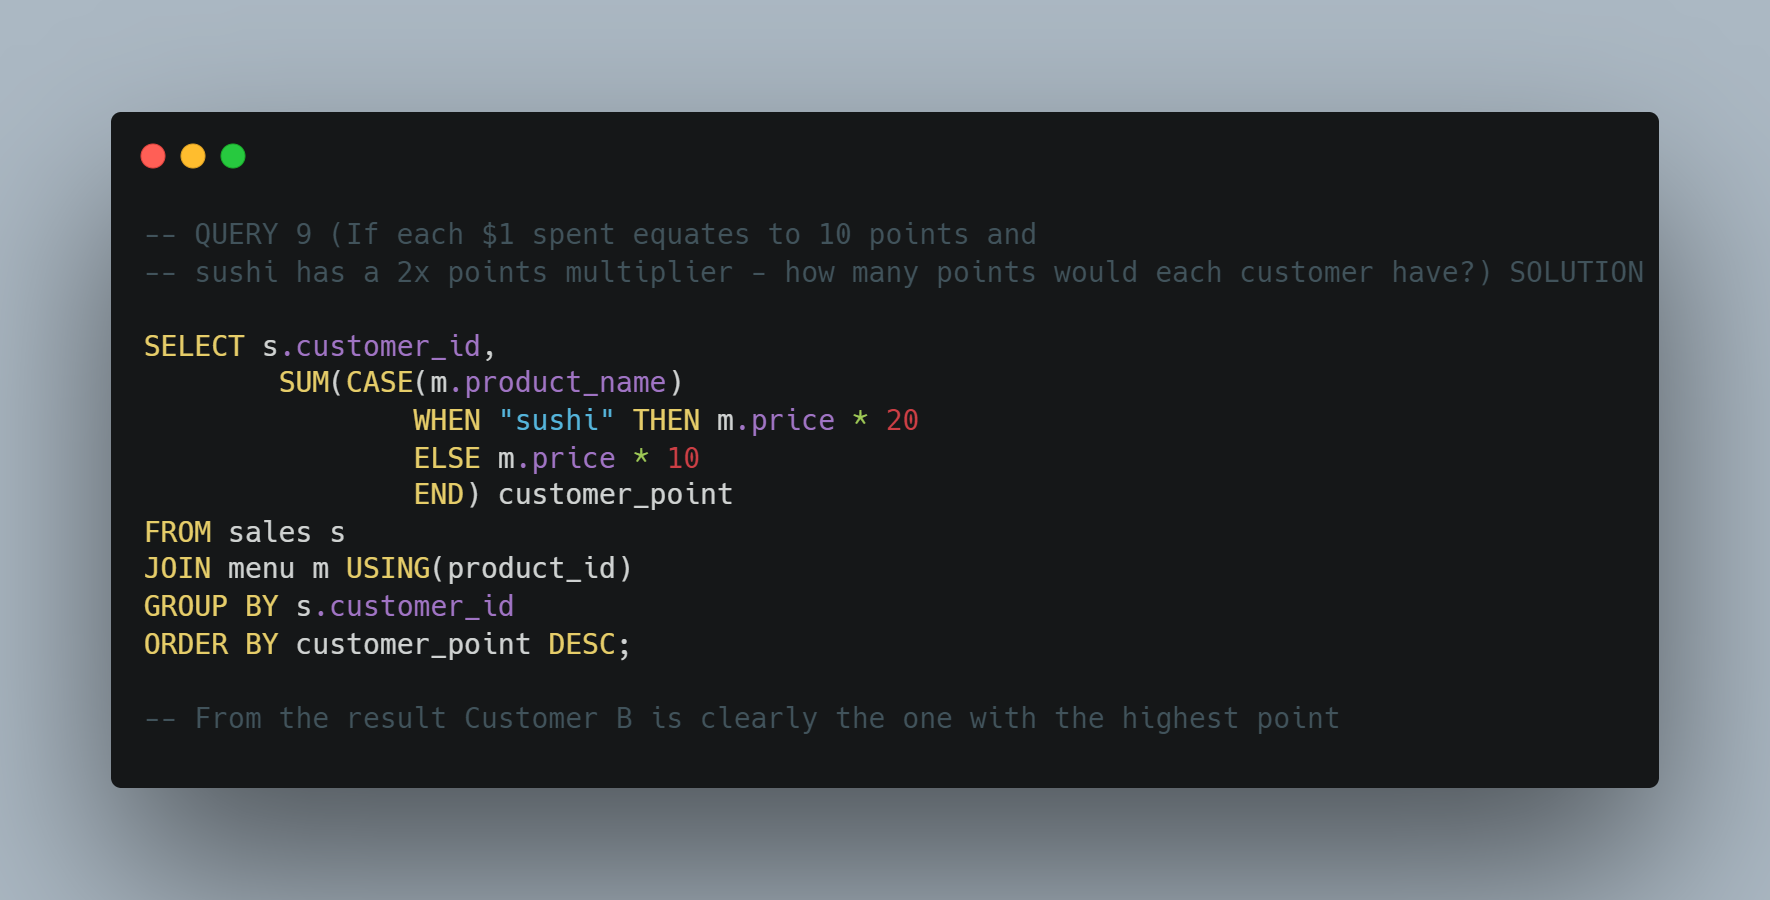 -- QUERY 9 (If each $1 spent equates to 10 points and
-- sushi has a 2x points multiplier - how many points would each customer have?) SOLUTION
SELECT s.customer_id,
SUM(CASE(m.product_name)
WHEN "sushi" THEN m.price * 20
ELSE m.price * 10
END) customer_point
FROM sales s
JOIN menu m USING(product_id)
GROUP BY s.customer_id
ORDER BY customer_point DESC;
-- From the result Customer B is clearly the one with the highest point